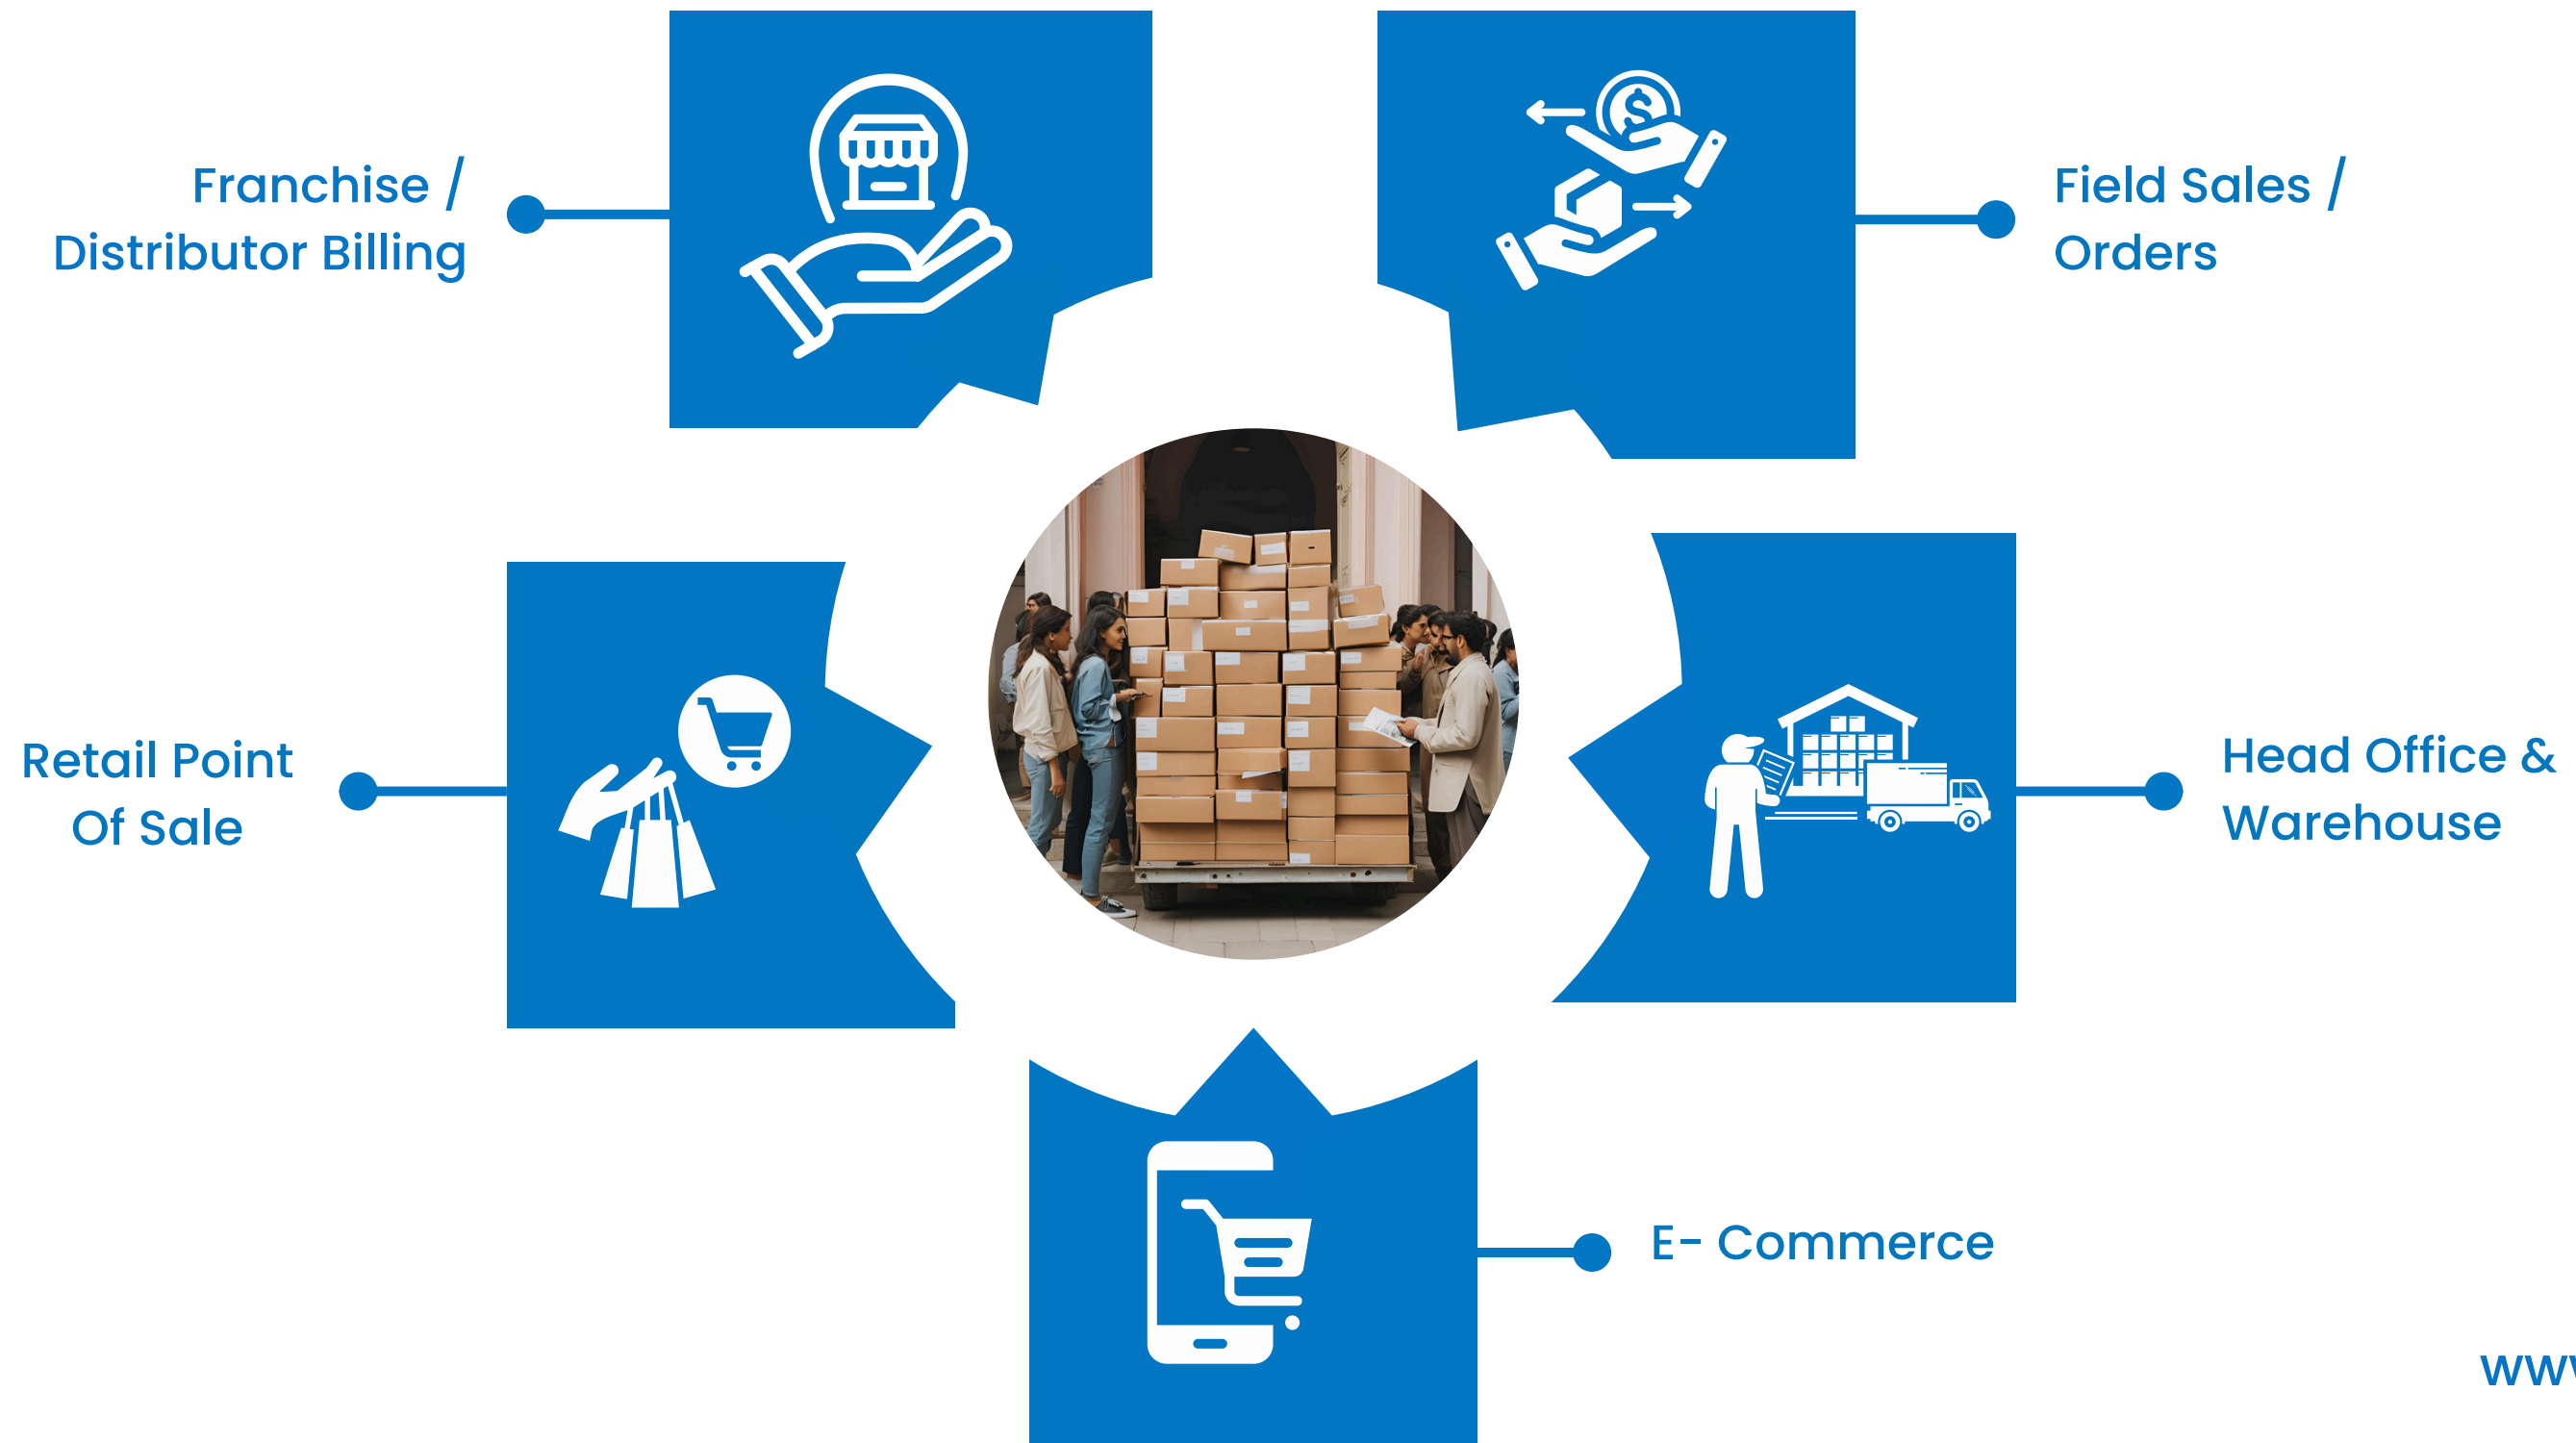 Franchise /
Distributor Billing
Field Sales /
Orders
Retail Point
Of Sale
Head Office &
Warehouse
E- Commerce